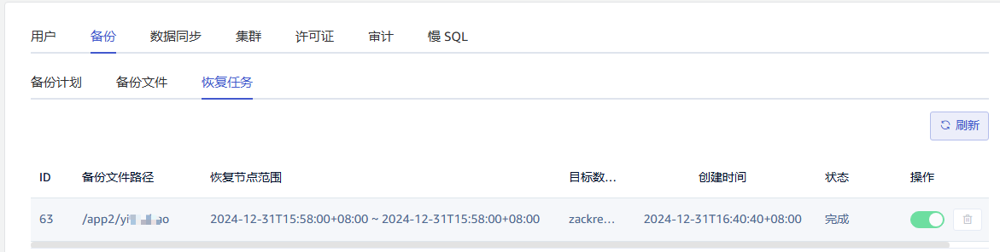 用户 备份 数据同步 集群 许可证 审计 慢 SQL
备份计划 备份文件 恢复任务
刷新
ID 备份文件路径 恢复节点范围 目标数... 创建时间 状态 操作
63 /app2/yi 2024-12-31T15:58:00+08:00 ~ 2024-12-31T15:58:00+08:00 zackre... 2024-12-31T16:40:40+08:00 完成